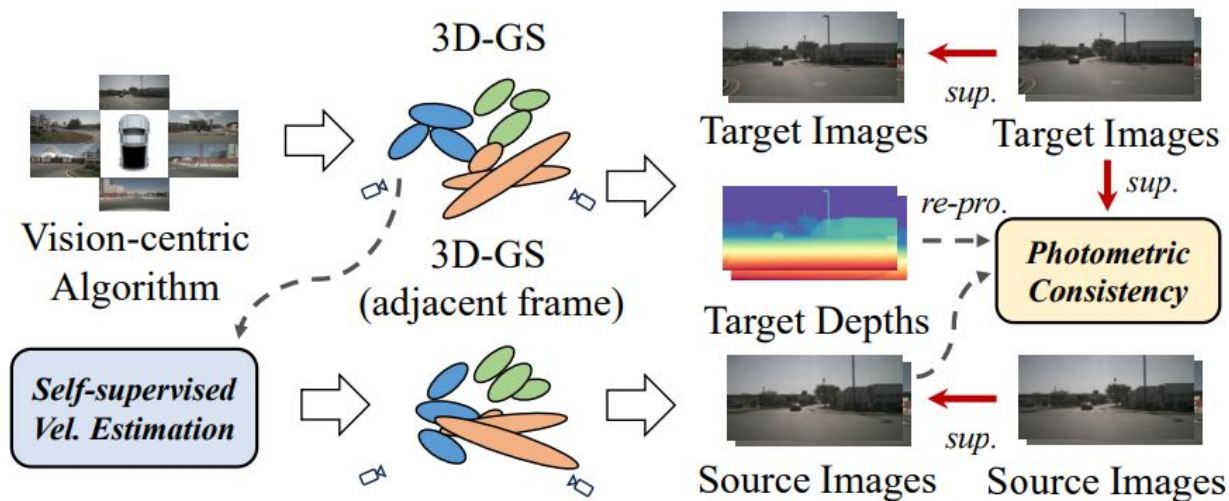 3D-GS
Vision-centric
Algorithm
Target Images
sup.
Target Images
sup.
re-pro.
Photometric
Consistency
3D-GS
(adjacent frame)
Target Depths
Self-supervised
Vel. Estimation
sup.
Source Images
Source Images